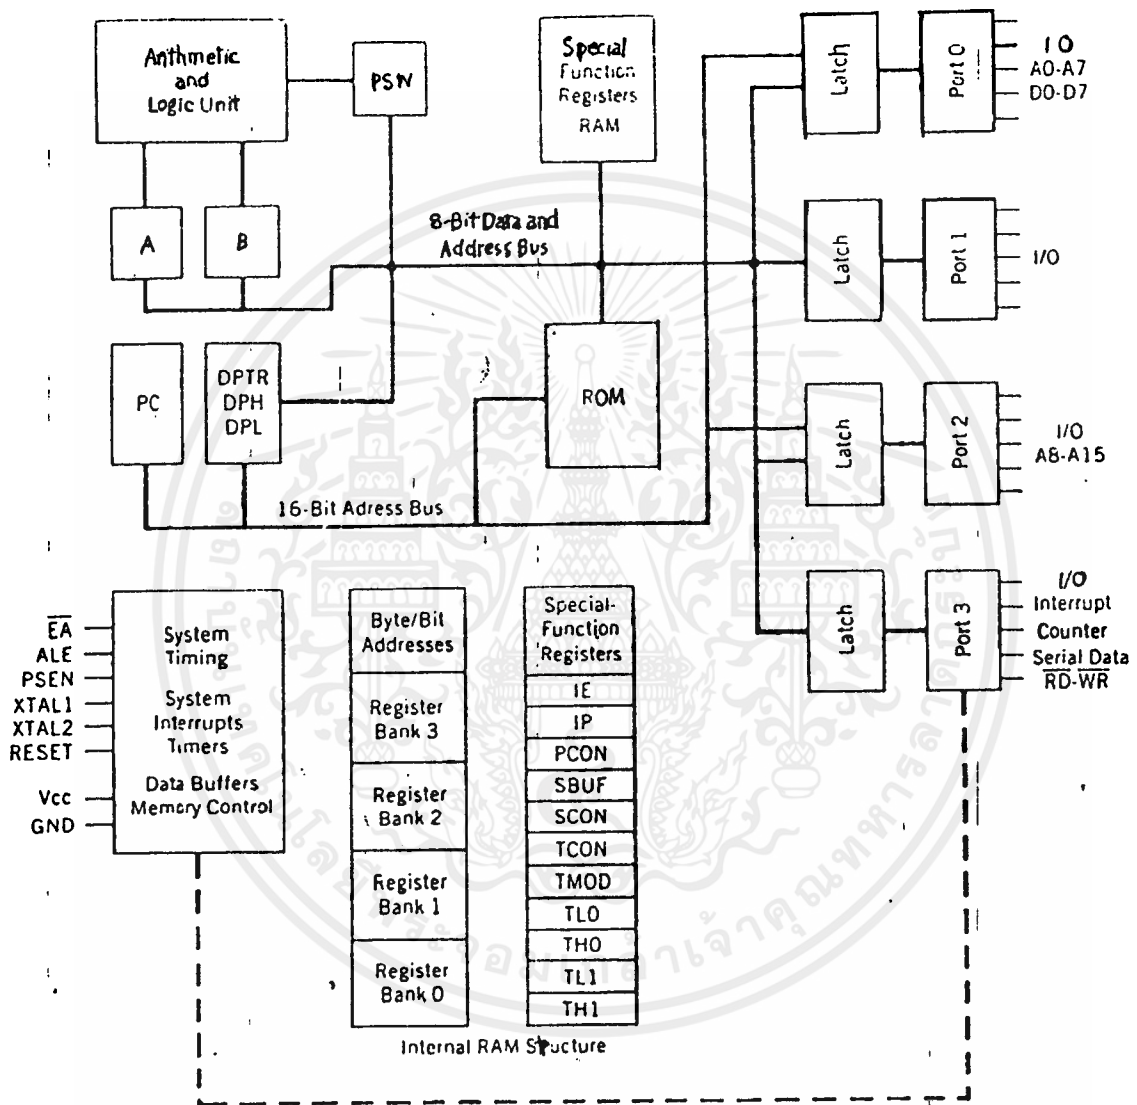 Arithmetic
and
Logic Unit
PSW
Special
Function
Registers
RAM
Latch
Port 0
I O
A0-A7
D0-D7
A
B
8-Bit Data and
Address Bus
Latch
Port 1
I/O
PC
DPTR
DPH
DPL
ROM
Latch
Port 2
I/O
A8-A15
16-Bit Adress Bus
Latch
Port 3
I/O
Interrupt
Counter
Serial Data
RD-WR
EA
ALE
PSEN
XTAL1
XTAL2
RESET
Vcc
GND
System
Timing
System
Interrupts
Timers
Data Buffers
Memory Control
Byte/Bit
Addresses
Register
Bank 3
Register
Bank 2
Register
Bank 1
Register
Bank 0
Special-
Function
Registers
IE
IP
PCON
SBUF
SCON
TCON
TMOD
TL0
TH0
TL1
TH1
Internal RAM Structure